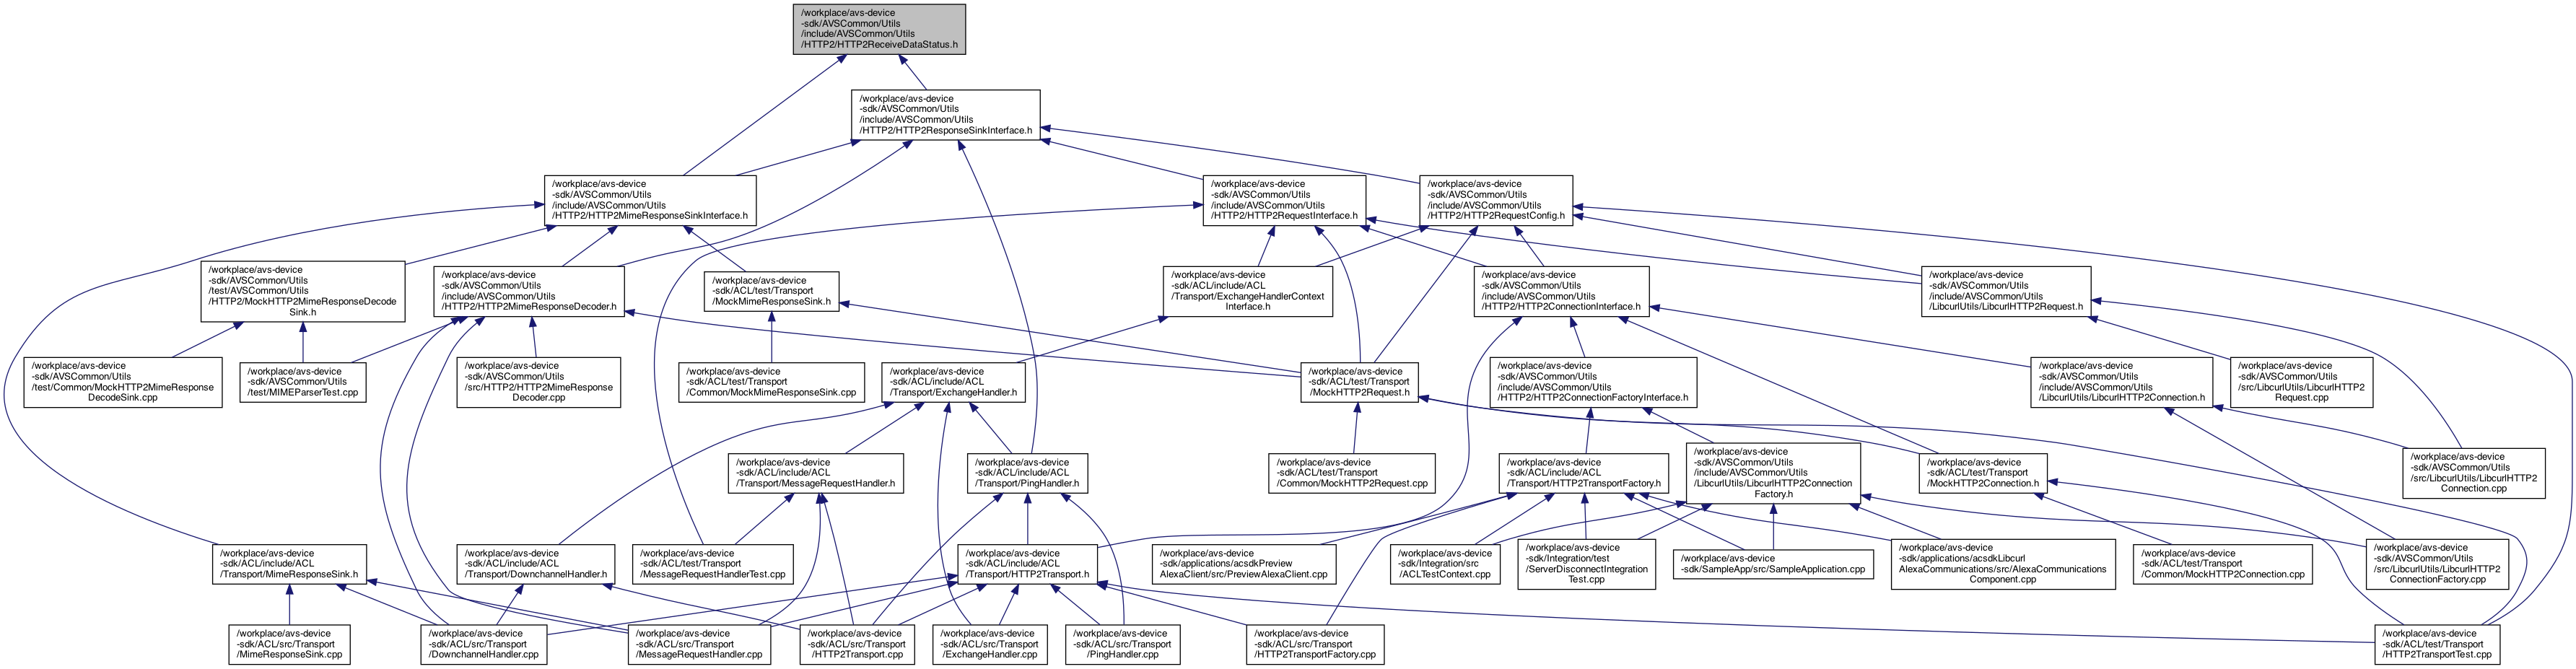 /workplace/avs-device
-sdk/AVSCommon/Utils
/include/AVSCommon/Utils
/HTTP2/HTTP2ReceiveDataStatus.h
/workplace/avs-device
-sdk/AVSCommon/Utils
/include/AVSCommon/Utils
/HTTP2/HTTP2ResponseSinkInterface.h
/workplace/avs-device
-sdk/AVSCommon/Utils
/include/AVSCommon/Utils
/HTTP2/HTTP2MimeResponseSinkInterface.h
/workplace/avs-device
-sdk/AVSCommon/Utils
/include/AVSCommon/Utils
/HTTP2/HTTP2RequestInterface.h
/workplace/avs-device
-sdk/AVSCommon/Utils
/include/AVSCommon/Utils
/HTTP2/HTTP2RequestConfig.h
/workplace/avs-device
-sdk/AVSCommon/Utils
/test/AVSCommon/Utils
/HTTP2/MockHTTP2MimeResponseDecode
Sink.h
/workplace/avs-device
-sdk/AVSCommon/Utils
/include/AVSCommon/Utils
/HTTP2/HTTP2MimeResponseDecoder.h
/workplace/avs-device
-sdk/ACL/test/Transport
/MockMimeResponseSink.h
/workplace/avs-device
-sdk/ACL/include/ACL
/Transport/ExchangeHandlerContext
Interface.h
/workplace/avs-device
-sdk/AVSCommon/Utils
/include/AVSCommon/Utils
/HTTP2/HTTP2ConnectionInterface.h
/workplace/avs-device
-sdk/AVSCommon/Utils
/include/AVSCommon/Utils
/LibcurlUtils/LibcurlHTTP2Request.h
/workplace/avs-device
-sdk/AVSCommon/Utils
/test/Common/MockHTTP2MimeResponse
DecodeSink.cpp
/workplace/avs-device
-sdk/AVSCommon/Utils
/test/MIMEParserTest.cpp
/workplace/avs-device
-sdk/AVSCommon/Utils
/src/HTTP2/HTTP2MimeResponse
Decoder.cpp
/workplace/avs-device
-sdk/ACL/test/Transport
/Common/MockMimeResponseSink.cpp
/workplace/avs-device
-sdk/ACL/include/ACL
/Transport/ExchangeHandler.h
/workplace/avs-device
-sdk/ACL/test/Transport
/MockHTTP2Request.h
/workplace/avs-device
-sdk/AVSCommon/Utils
/include/AVSCommon/Utils
/HTTP2/HTTP2ConnectionFactoryInterface.h
/workplace/avs-device
-sdk/AVSCommon/Utils
/include/AVSCommon/Utils
/LibcurlUtils/LibcurlHTTP2Connection.h
/workplace/avs-device
-sdk/AVSCommon/Utils
/src/LibcurlUtils/LibcurlHTTP2
Request.cpp
/workplace/avs-device
-sdk/ACL/include/ACL
/Transport/MessageRequestHandler.h
/workplace/avs-device
-sdk/ACL/include/ACL
/Transport/PingHandler.h
/workplace/avs-device
-sdk/ACL/test/Transport
/Common/MockHTTP2Request.cpp
/workplace/avs-device
-sdk/ACL/include/ACL
/Transport/HTTP2TransportFactory.h
/workplace/avs-device
-sdk/AVSCommon/Utils
/include/AVSCommon/Utils
/LibcurlUtils/LibcurlHTTP2Connection
Factory.h
/workplace/avs-device
-sdk/ACL/test/Transport
/MockHTTP2Connection.h
/workplace/avs-device
-sdk/AVSCommon/Utils
/src/LibcurlUtils/LibcurlHTTP2
Connection.cpp
/workplace/avs-device
-sdk/ACL/include/ACL
/Transport/MimeResponseSink.h
/workplace/avs-device
-sdk/ACL/include/ACL
/Transport/DownchannelHandler.h
/workplace/avs-device
-sdk/ACL/test/Transport
/MessageRequestHandlerTest.cpp
/workplace/avs-device
-sdk/ACL/include/ACL
/Transport/HTTP2Transport.h
/workplace/avs-device
-sdk/applications/acsdkPreview
AlexaClient/src/PreviewAlexaClient.cpp
/workplace/avs-device
-sdk/Integration/src
/ACLTestContext.cpp
/workplace/avs-device
-sdk/Integration/test
/ServerDisconnectIntegration
Test.cpp
/workplace/avs-device
-sdk/SampleApp/src/SampleApplication.cpp
/workplace/avs-device
-sdk/applications/acsdkLibcurl
AlexaCommunications/src/AlexaCommunications
Component.cpp
/workplace/avs-device
-sdk/ACL/test/Transport
/Common/MockHTTP2Connection.cpp
/workplace/avs-device
-sdk/AVSCommon/Utils
/src/LibcurlUtils/LibcurlHTTP2
ConnectionFactory.cpp
/workplace/avs-device
-sdk/ACL/src/Transport
/MimeResponseSink.cpp
/workplace/avs-device
-sdk/ACL/src/Transport
/DownchannelHandler.cpp
/workplace/avs-device
-sdk/ACL/src/Transport
/MessageRequestHandler.cpp
/workplace/avs-device
-sdk/ACL/src/Transport
/HTTP2Transport.cpp
/workplace/avs-device
-sdk/ACL/src/Transport
/ExchangeHandler.cpp
/workplace/avs-device
-sdk/ACL/src/Transport
/PingHandler.cpp
/workplace/avs-device
-sdk/ACL/src/Transport
/HTTP2TransportFactory.cpp
/workplace/avs-device
-sdk/ACL/test/Transport
/HTTP2TransportTest.cpp